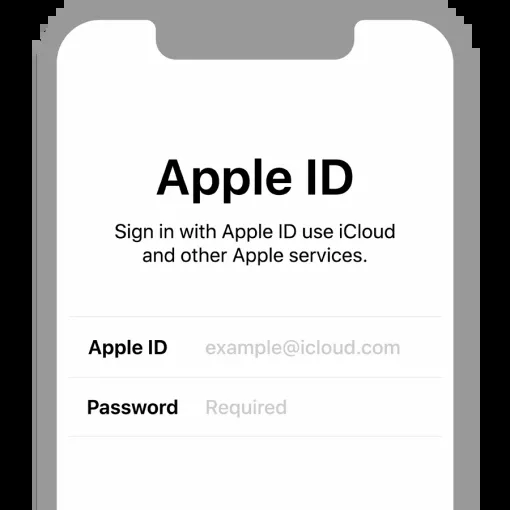 Apple ID
Sign in with Apple ID use iCloud
and other Apple services.
Apple ID example@icloud.com
Password Required